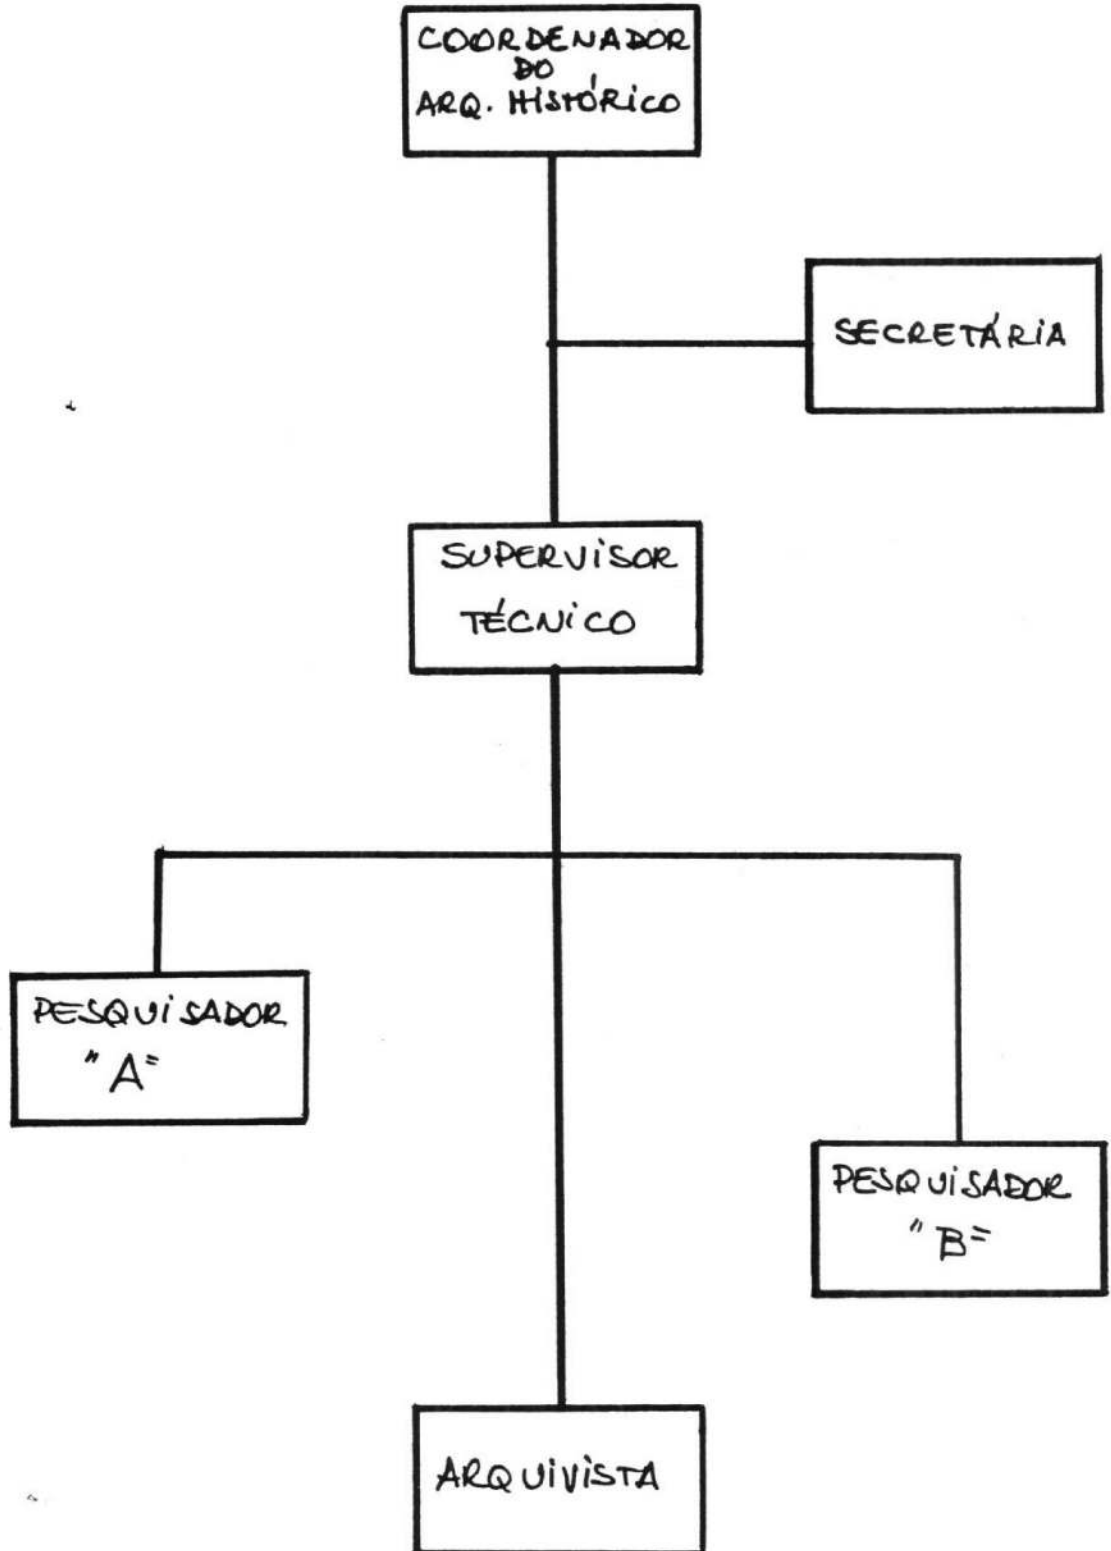 COORDENADOR
DO
ARQ. HISTÓRICO
SECRETÁRIA
SUPERVISOR
TÉCNICO
PESQUISADOR
"A"
PESQUISADOR
"B"
ARQUIVISTA